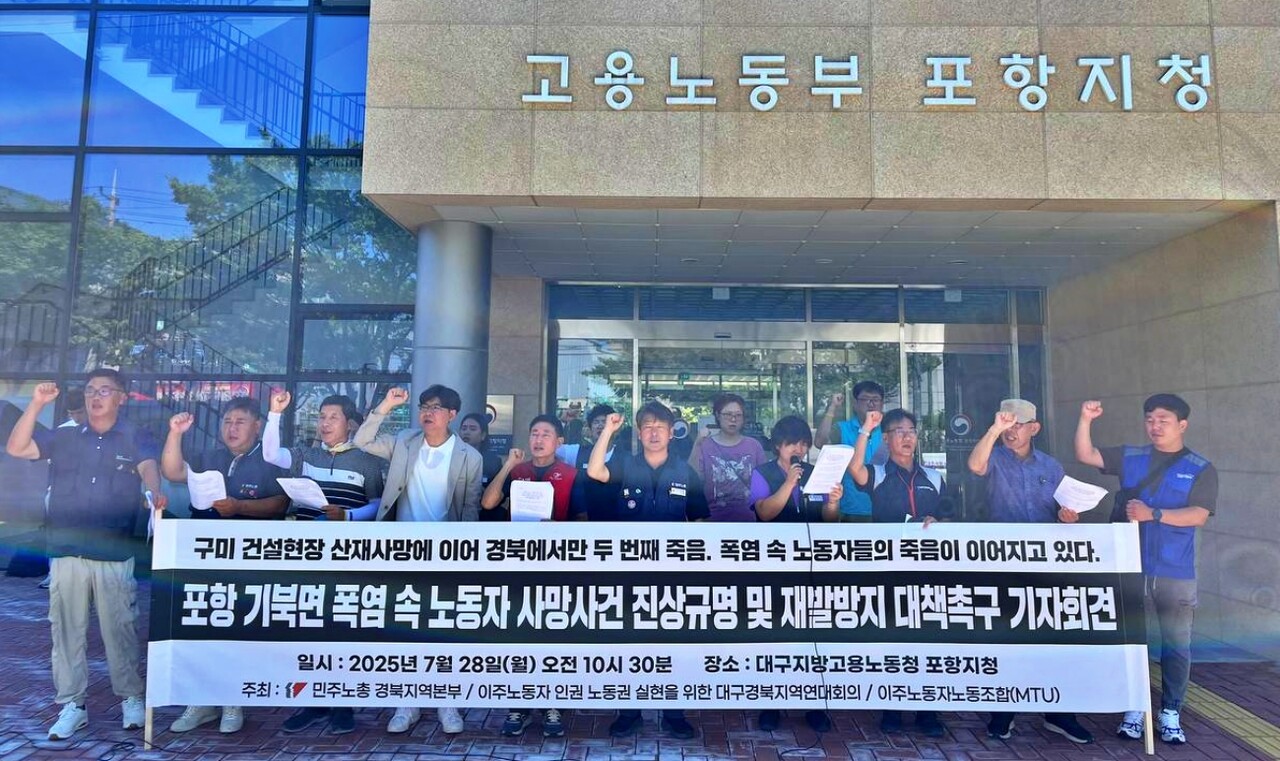 고용노동부 포항지청
구미 건설현장 산재사망에 이어 경북에서만 두 번째 죽음. 폭염 속 노동자들의 죽음이 이어지고 있다.
포항 기북면 폭염 속 노동자 사망사건 진상규명 및 재발방지 대책촉구 기자회견
일시 : 2025년 7월 28일(월) 오전 10시 30분 장소 : 대구지방고용노동청 포항지청
주최 : 민주노총 경북지역본부 / 이주노동자 인권 노동권 실현을 위한 대구경북지역연대회의 / 이주노동자노동조합(MTU)